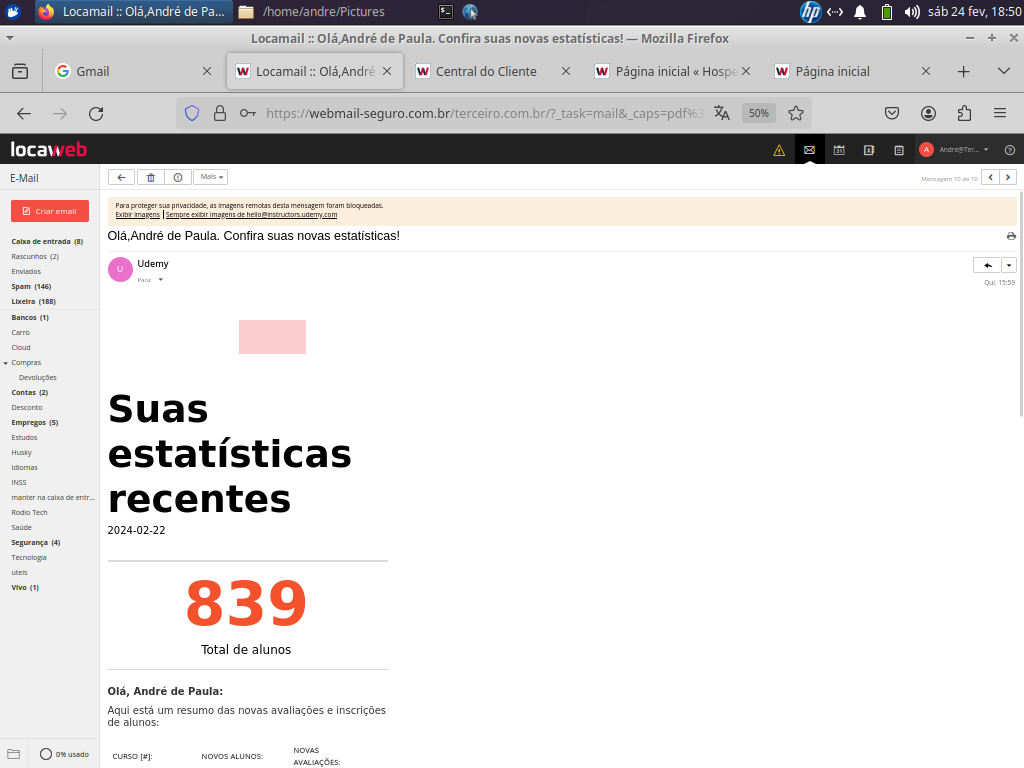 Locamail :: Olá,André de Pa...
/home/andre/Pictures
sáb 24 fev, 18:50
Locamail :: Olá,André de Paula. Confira suas novas estatísticas! — Mozilla Firefox
Gmail
Locamail :: Olá,André
Central do Cliente
Página inicial « Hospe
Página inicial
https://webmail-seguro.com.br/terceiro.com.br/?_task=mail&_caps=pdf%3
50%
locaweb
A
Andre@Ter...
E-Mail
Mais
Mensagem 10 de 10
Criar email
Para proteger sua privacidade, as imagens remotas desta mensagem foram bloqueadas.
Exibir imagens | Sempre exibir imagens de hello@instructors.udemy.com
Olá,André de Paula. Confira suas novas estatísticas!
U
Udemy
Para:
Qui. 15:59
Caixa de entrada (8)
Rascunhos (2)
Enviados
Spam (146)
Lixeira (188)
Bancos (1)
Carro
Cloud
Compras
Devoluções
Contas (2)
Desconto
Empregos (5)
Estudos
Husky
Idiomas
INSS
manter na caixa de entr...
Rodio Tech
Saúde
Segurança (4)
Tecnologia
uteis
Vivo (1)
0% usado
Suas
estatísticas
recentes
2024-02-22
839
Total de alunos
Olá, André de Paula:
Aqui está um resumo das novas avaliações e inscrições
de alunos:
CURSO [#]:
NOVOS ALUNOS:
NOVAS
AVALIAÇÕES: